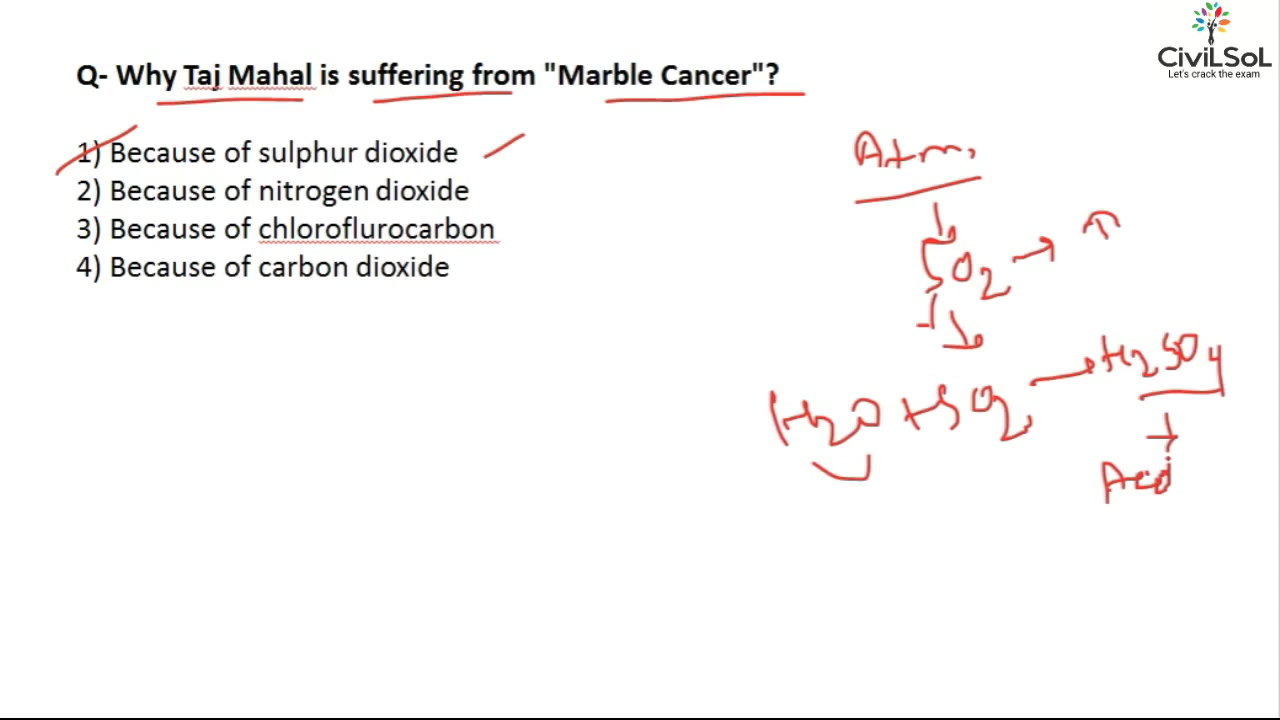 CiViLSoL
Let's crack the exam
Q- Why Taj Mahal is suffering from "Marble Cancer"?
1) Because of sulphur dioxide
2) Because of nitrogen dioxide
3) Because of chloroflurocarbon
4) Because of carbon dioxide
Atm.
SO2 → ↑
H2O + SO2 → H2SO4
Acid